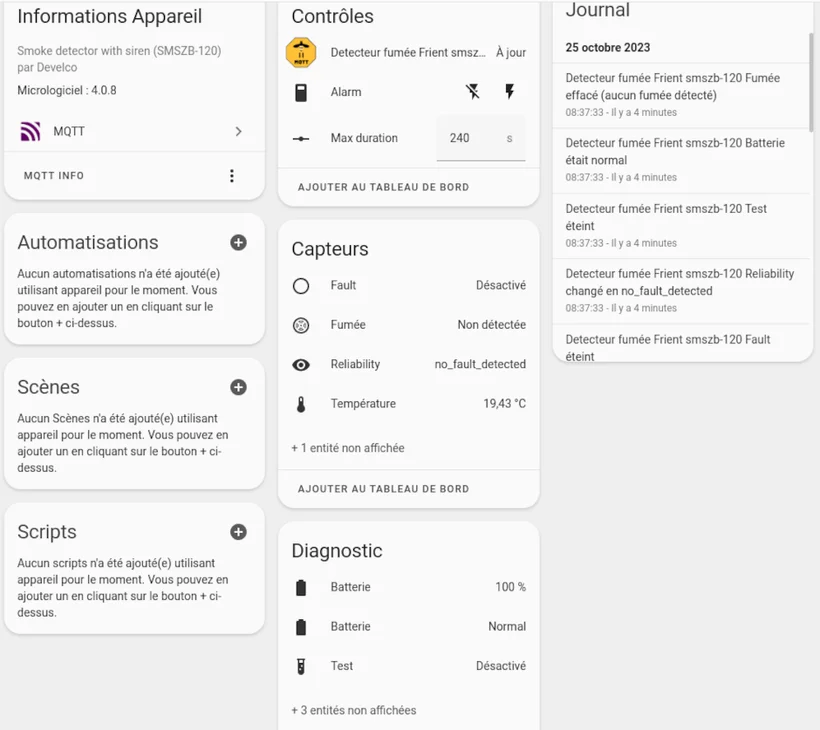 Informations Appareil
Smoke detector with siren (SMSZB-120)
par Develco
Micrologiciel : 4.0.8
MQTT
MQTT INFO
Automatisations
Aucun automatisations n'a été ajouté(e)
utilisant appareil pour le moment. Vous
pouvez en ajouter un en cliquant sur le
bouton + ci-dessus.
Scènes
Aucun Scènes n'a été ajouté(e) utilisant
appareil pour le moment. Vous pouvez en
ajouter un en cliquant sur le bouton + ci-
dessus.
Scripts
Aucun scripts n'a été ajouté(e) utilisant
appareil pour le moment. Vous pouvez en
ajouter un en cliquant sur le bouton + ci-
dessus.
Contrôles
MQTT
Detecteur fumée Frient smsz... À jour
Alarm
Max duration 240 s
AJOUTER AU TABLEAU DE BORD
Capteurs
Fault Désactivé
Fumée Non détectée
Reliability no_fault_detected
Température 19,43 °C
+ 1 entité non affichée
AJOUTER AU TABLEAU DE BORD
Diagnostic
Batterie 100 %
Batterie Normal
Test Désactivé
+ 3 entités non affichées
Journal
25 octobre 2023
Detecteur fumée Frient smszb-120 Fumée
effacé (aucun fumée détecté)
08:37:33 - Il y a 4 minutes
Detecteur fumée Frient smszb-120 Batterie
était normal
08:37:33 - Il y a 4 minutes
Detecteur fumée Frient smszb-120 Test
éteint
08:37:33 - Il y a 4 minutes
Detecteur fumée Frient smszb-120 Reliability
changé en no_fault_detected
08:37:33 - Il y a 4 minutes
Detecteur fumée Frient smszb-120 Fault
éteint